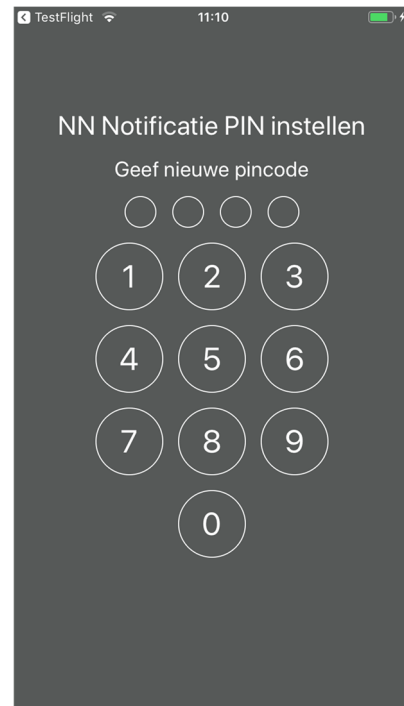 TestFlight 11:10
NN Notificatie PIN instellen
Geef nieuwe pincode
1 2 3
4 5 6
7 8 9
0